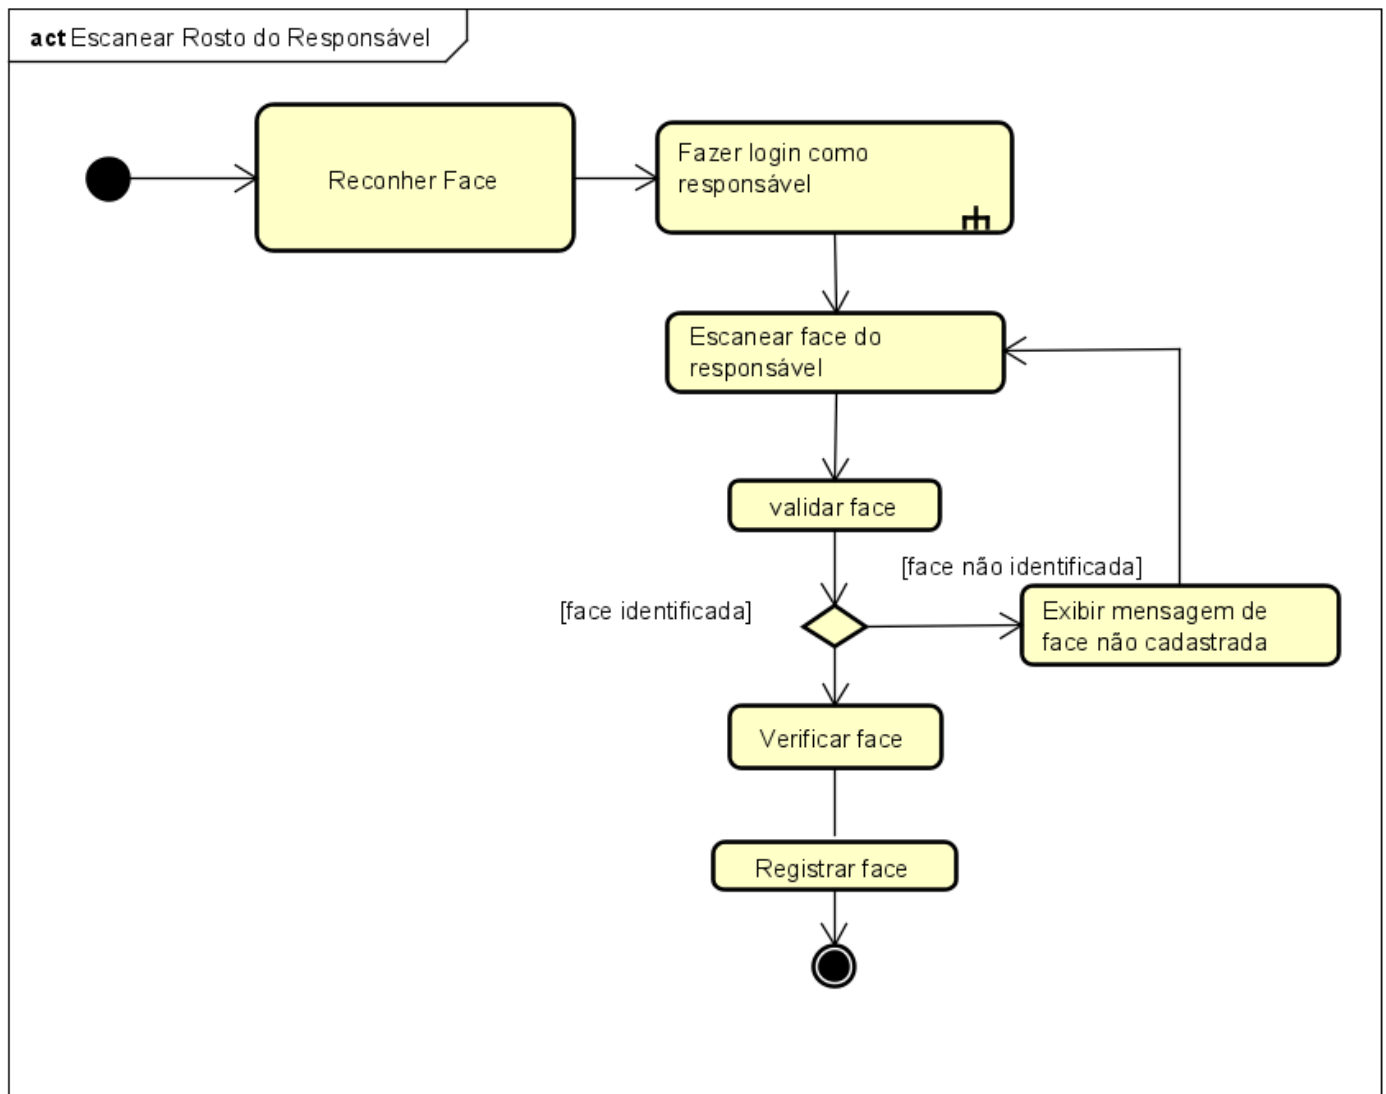 act Escanear Rosto do Responsável
Reconher Face
Fazer login como
responsável
Escanear face do
responsável
validar face
[face não identificada]
[face identificada]
Exibir mensagem de
face não cadastrada
Verificar face
Registrar face